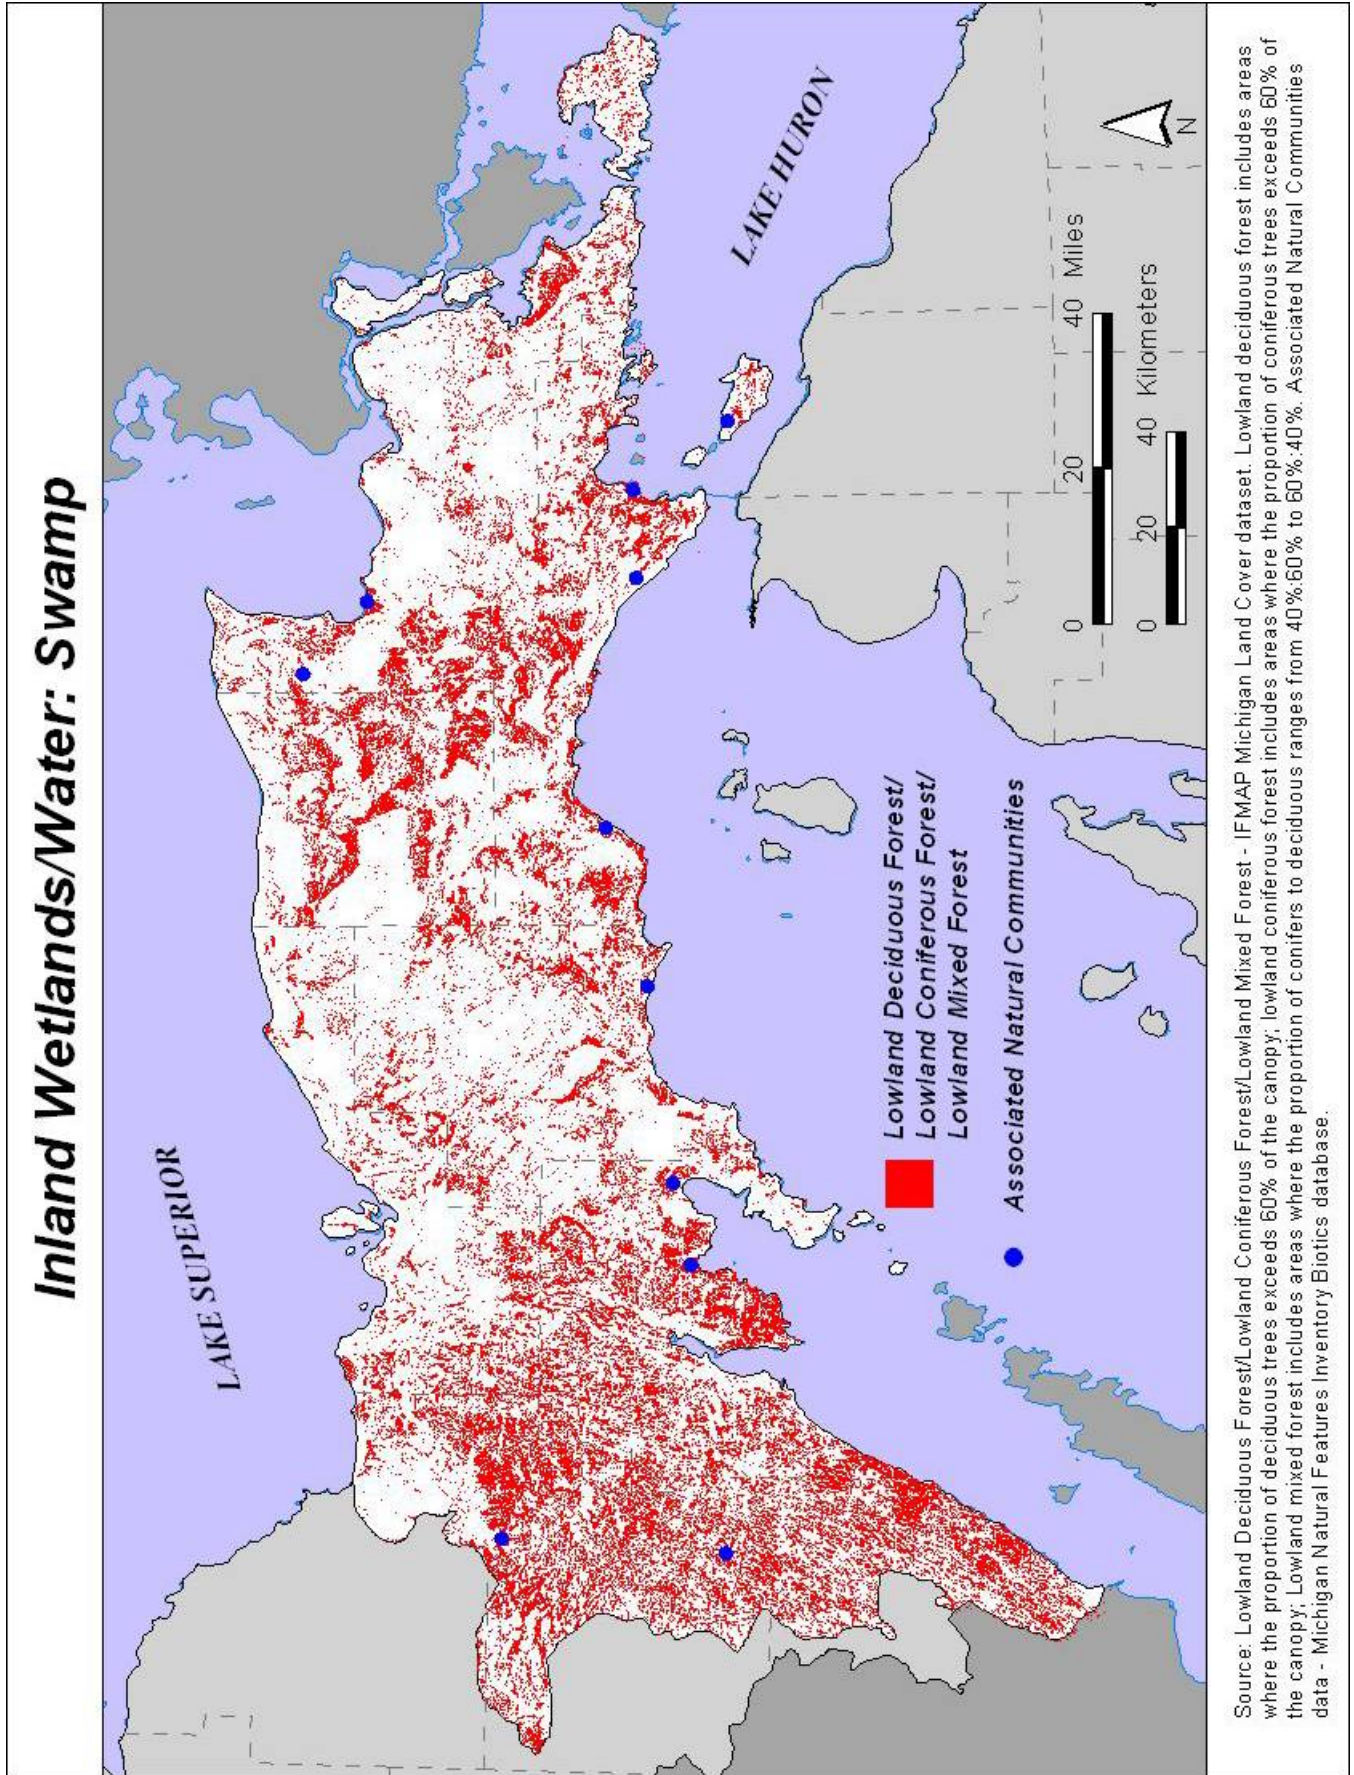 Inland Wetlands/Water: Swamp
LAKE SUPERIOR
LAKE HURON
Lowland Deciduous Forest/
Lowland Coniferous Forest/
Lowland Mixed Forest
Associated Natural Communities
0 20 40 Miles
0 20 40 Kilometers
N
Source: Lowland Deciduous Forest/Lowland Coniferous Forest/Lowland Mixed Forest - IFMAP Michigan Land Cover dataset. Lowland deciduous forest includes areas
where the proportion of deciduous trees exceeds 60% of the canopy; lowland coniferous forest includes areas where the proportion of coniferous trees exceeds 60% of
the canopy; Lowland mixed forest includes areas where the proportion of conifers to deciduous ranges from 40%:60% to 60%:40%. Associated Natural Communities
data - Michigan Natural Features Inventory Biotics database.